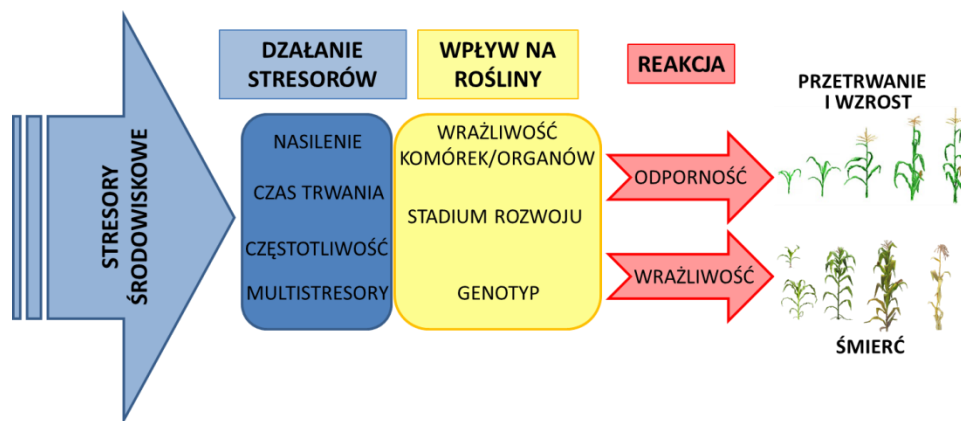 STRESORY
ŚRODOWISKOWE
DZAŁANIE
STRESORÓW
NASILENIE
CZAS TRWANIA
CZĘSTOTLIWOŚĆ
MULTISTRESORY
WPŁYW NA
ROŚLINY
WRAŻLIWOŚĆ
KOMÓREK/ORGANÓW
STADIUM ROZWOJU
GENOTYP
REAKCJA
ODPORNOŚĆ
WRAŻLIWOŚĆ
PRZETRWANIE
I WZROST
ŚMIERĆ